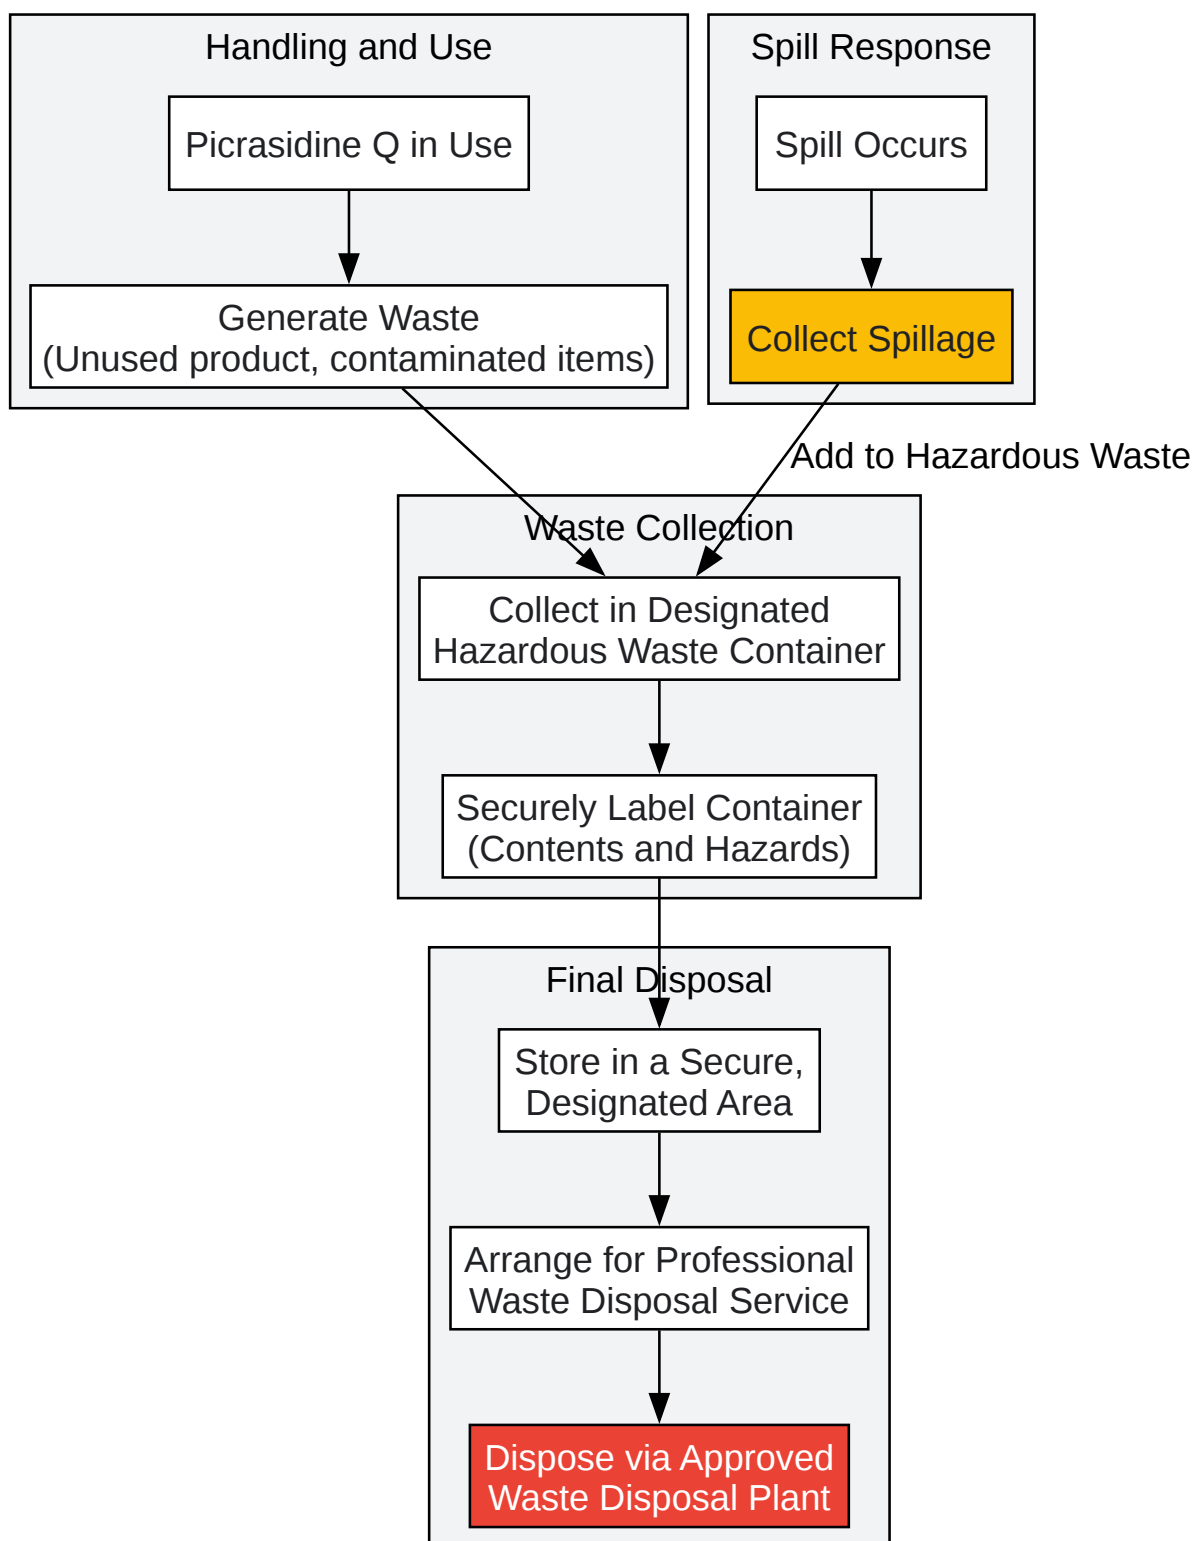 Handling and Use
Picrasidine Q in Use
Generate Waste
(Unused product, contaminated items)
Spill Response
Spill Occurs
Collect Spillage
Add to Hazardous Waste
Waste Collection
Collect in Designated
Hazardous Waste Container
Securely Label Container
(Contents and Hazards)
Final Disposal
Store in a Secure,
Designated Area
Arrange for Professional
Waste Disposal Service
Dispose via Approved
Waste Disposal Plant